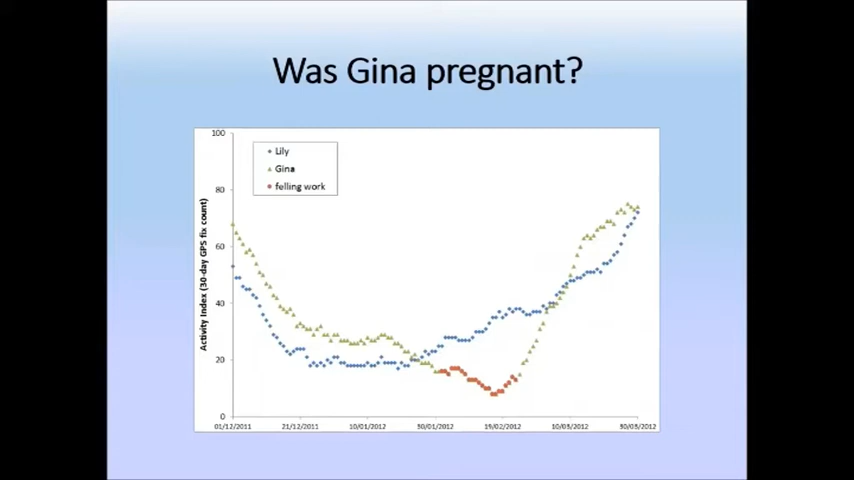 Was Gina pregnant?
100
Lily
Gina
felling work
80
60
40
20
0
Activity Index (30-day GPS fix count)
01/12/2011 21/12/2011 10/01/2012 30/01/2012 19/02/2012 10/03/2012 30/03/2012